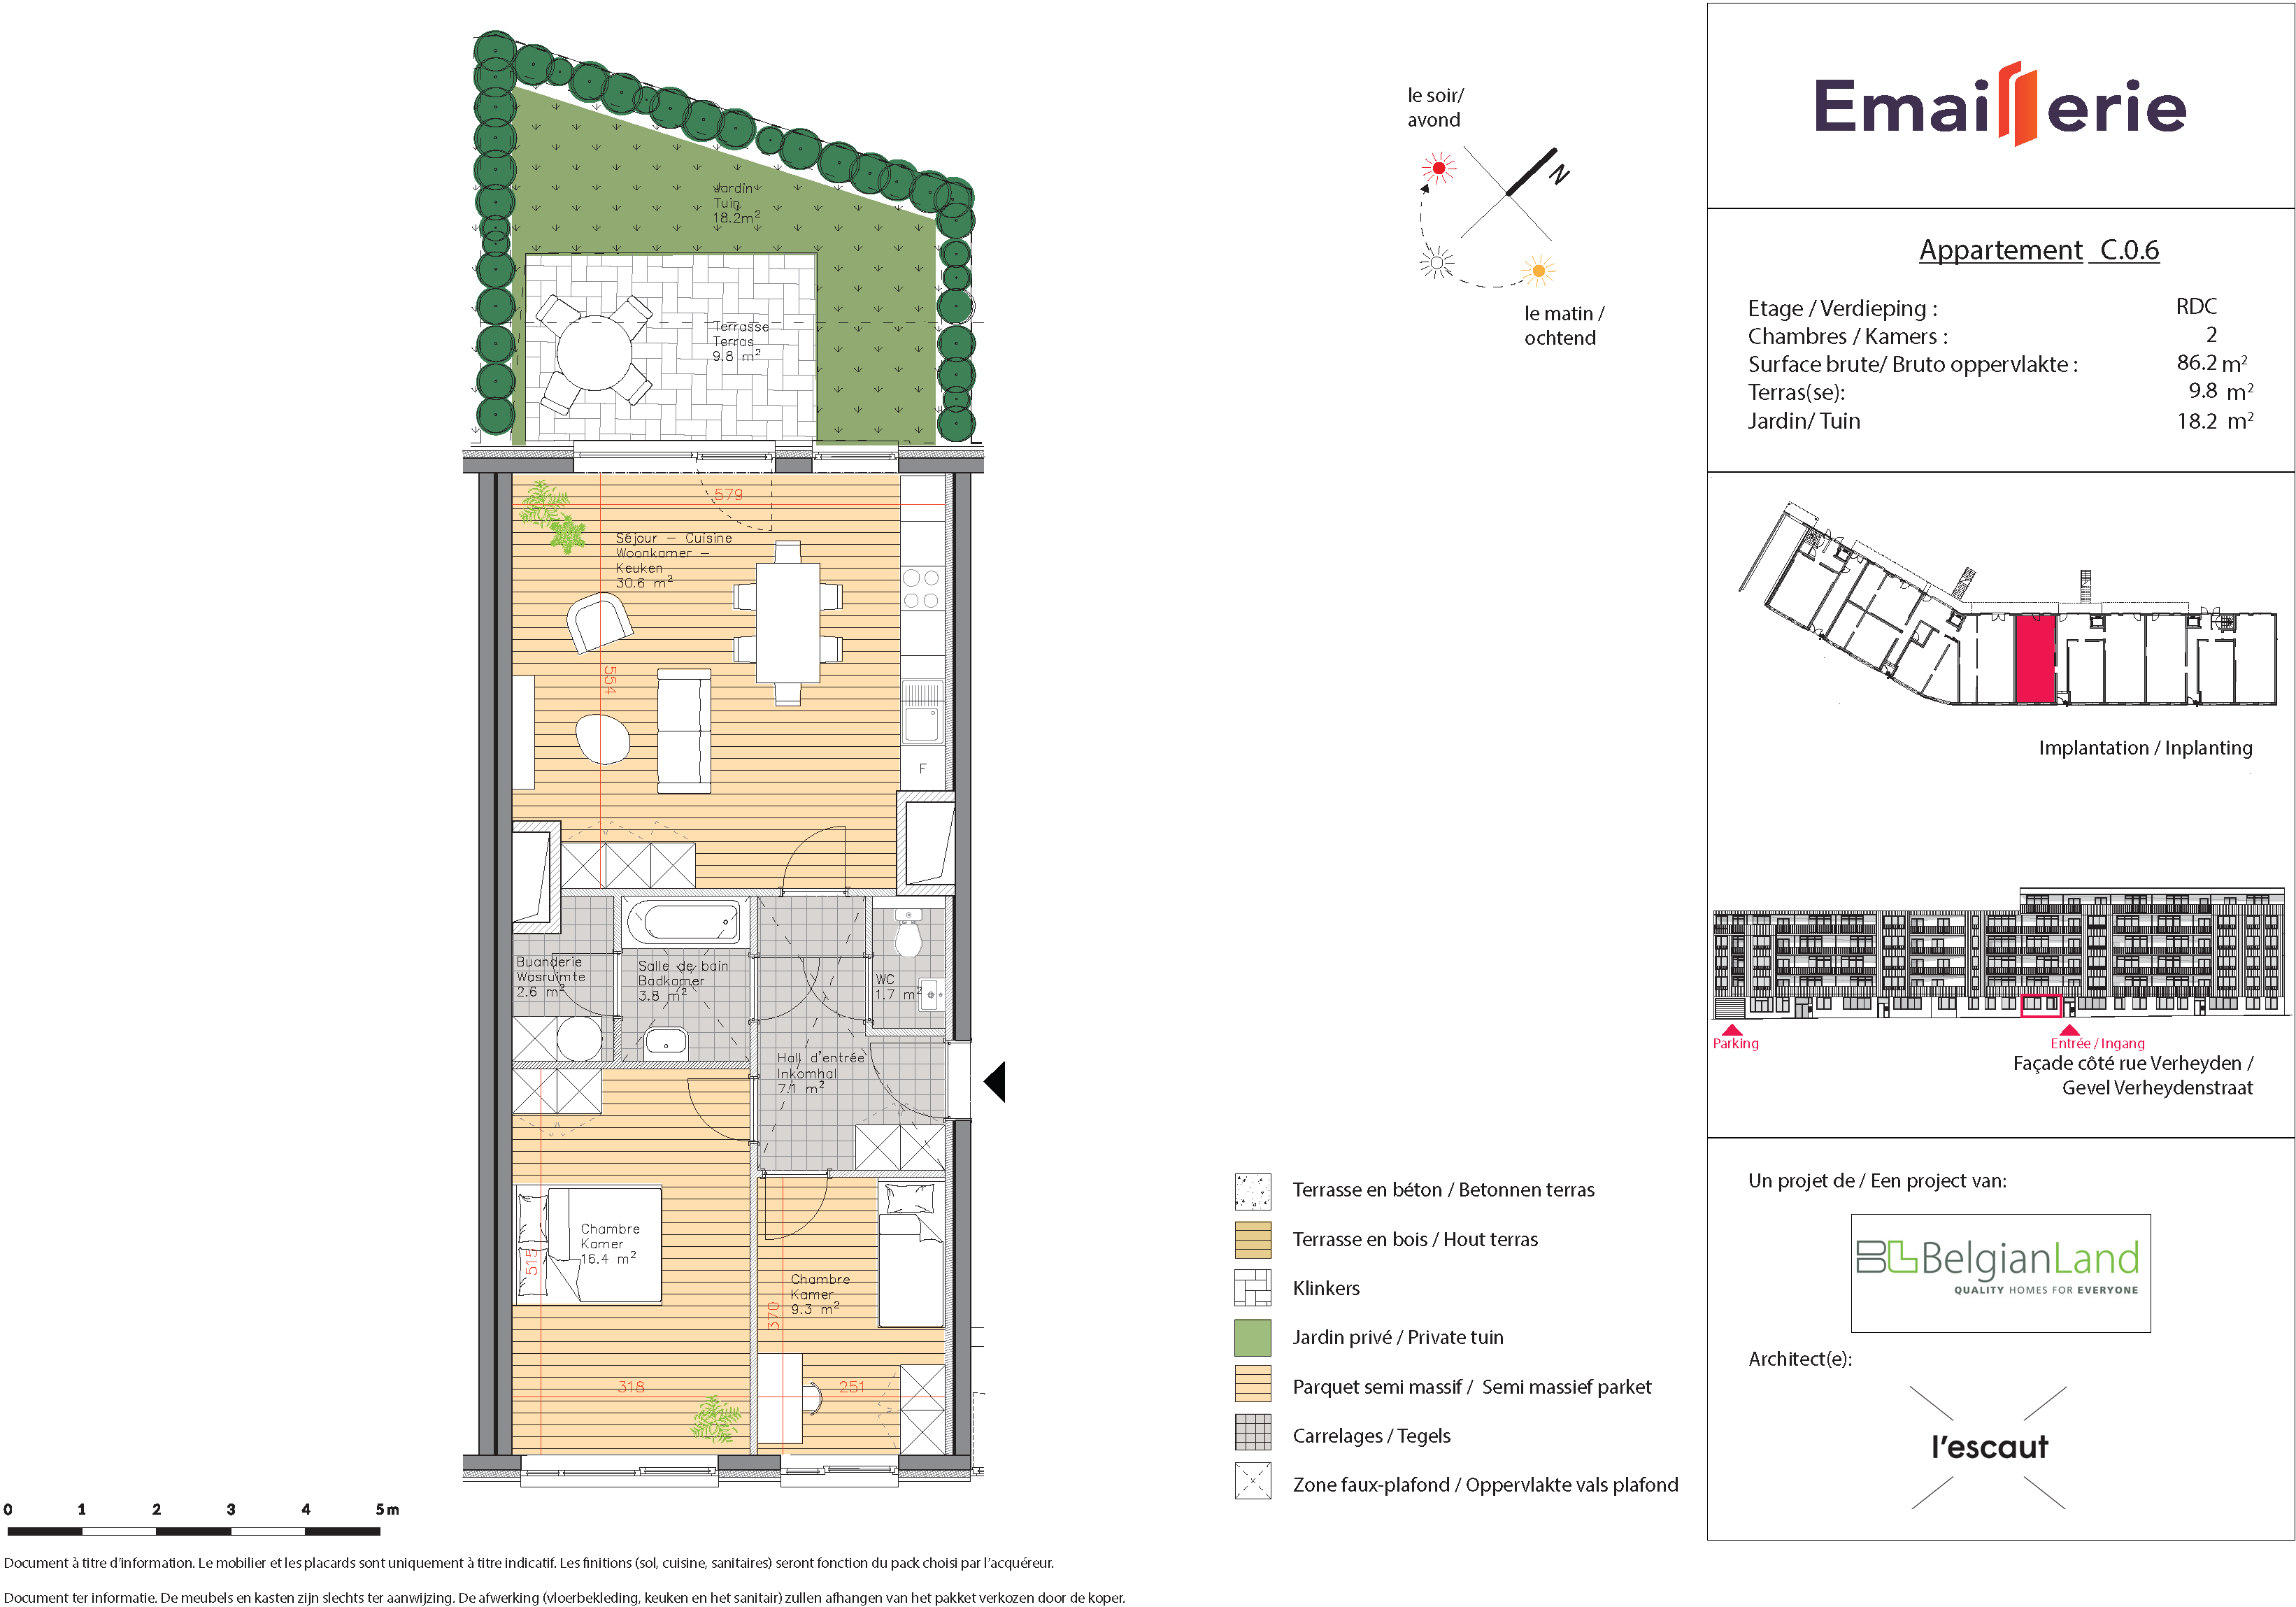 Jardin
Tuin
18.2m²
Terrasse
Terras
9.8 m²
579
Séjour – Cuisine
Woonkamer –
Keuken
30.6 m²
554
F
Buanderie
Wasruimte
2.6 m²
Salle de bain
Badkamer
3.8 m²
WC
1.7 m²
Hall d'entrée
Inkomhal
7.1 m²
Chambre
Kamer
16.4 m²
515
Chambre
Kamer
9.3 m²
370
318
251
0 1 2 3 4 5m
Document à titre d'information. Le mobilier et les placards sont uniquement à titre indicatif. Les finitions (sol, cuisine, sanitaires) seront fonction du pack choisi par l'acquéreur.
Document ter informatie. De meubels en kasten zijn slechts ter aanwijzing. De afwerking (vloerbekleding, keuken en het sanitair) zullen afhangen van het pakket verkozen door de koper.
le soir/
avond
N
le matin /
ochtend
Terrasse en béton / Betonnen terras
Terrasse en bois / Hout terras
Klinkers
Jardin privé / Private tuin
Parquet semi massif / Semi massief parket
Carrelages / Tegels
Zone faux-plafond / Oppervlakte vals plafond
Emaillerie
Appartement C.0.6
Etage / Verdieping : RDC
Chambres / Kamers : 2
Surface brute/ Bruto oppervlakte : 86.2 m²
Terras(se): 9.8 m²
Jardin/ Tuin 18.2 m²
Implantation / Inplanting
Parking
Entrée / Ingang
Façade côté rue Verheyden /
Gevel Verheydenstraat
Un projet de / Een project van:
BelgianLand
QUALITY HOMES FOR EVERYONE
Architect(e):
l'escaut